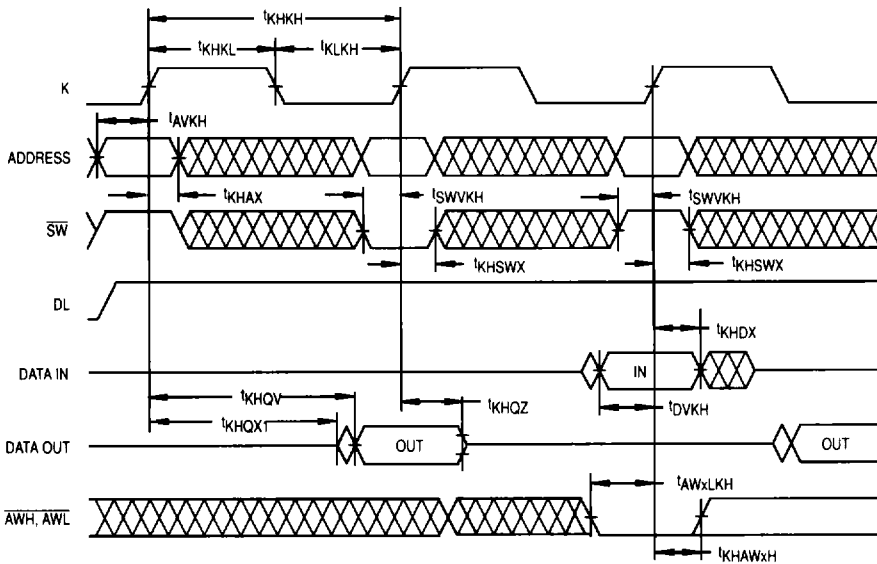 tKHKH
tKHKL
tKLKH
K
tAVKH
ADDRESS
tKHAX
tSWVKH
tSWVKH
SW
tKHSWX
tKHSWX
DL
tKHDX
DATA IN
IN
tKHQV
tKHQZ
tDVKH
tKHQX1
DATA OUT
OUT
OUT
tAWxLKH
AWH, AWL
tKHAWxH